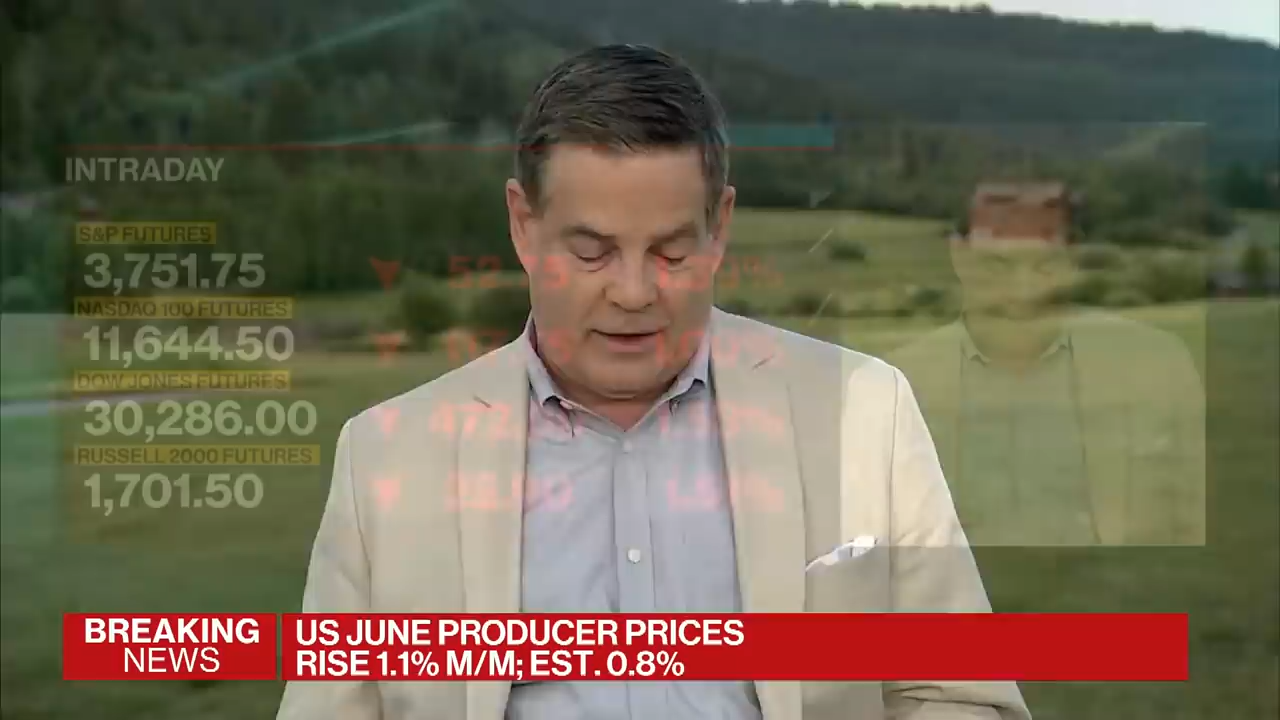 INTRADAY
S&P FUTURES
3,751.75
NASDAQ 100 FUTURES
11,644.50
DOW JONES FUTURES
30,286.00
RUSSELL 2000 FUTURES
1,701.50
BREAKING
NEWS
US JUNE PRODUCER PRICES
RISE 1.1% M/M; EST. 0.8%